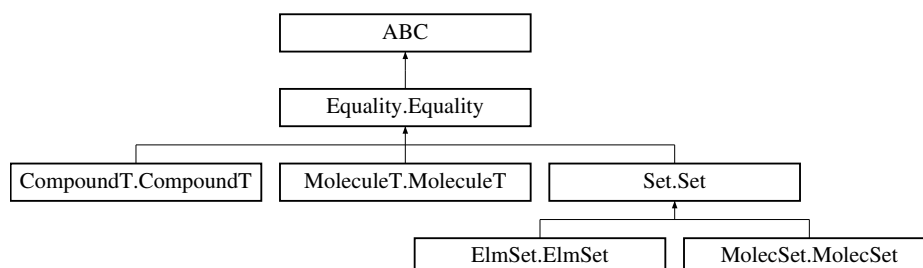 ABC
Equality.Equality
CompoundT.CompoundT
MoleculeT.MoleculeT
Set.Set
ElmSet.ElmSet
MolecSet.MolecSet